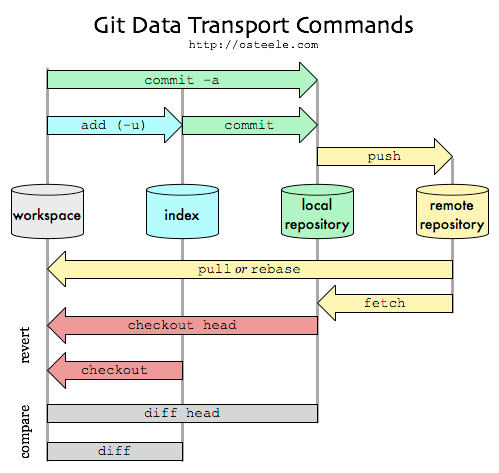 Git Data Transport Commands
http://osteele.com
commit -a
add (-u)
commit
push
workspace
index
local
repository
remote
repository
pull or rebase
fetch
revert
checkout head
checkout
compare
diff head
diff